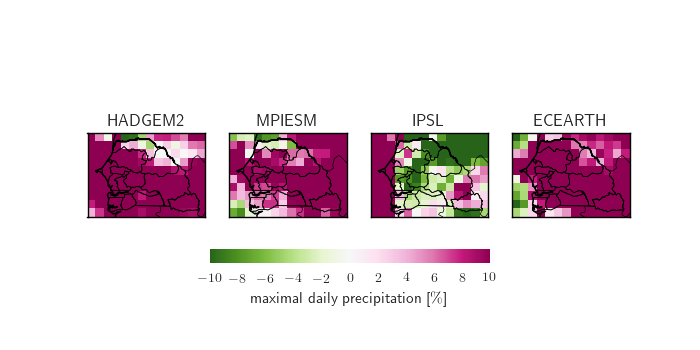 HADGEM2 MPIESM IPSL ECEARTH
−10 −8 −6 −4 −2 0 2 4 6 8 10
maximal daily precipitation [%]